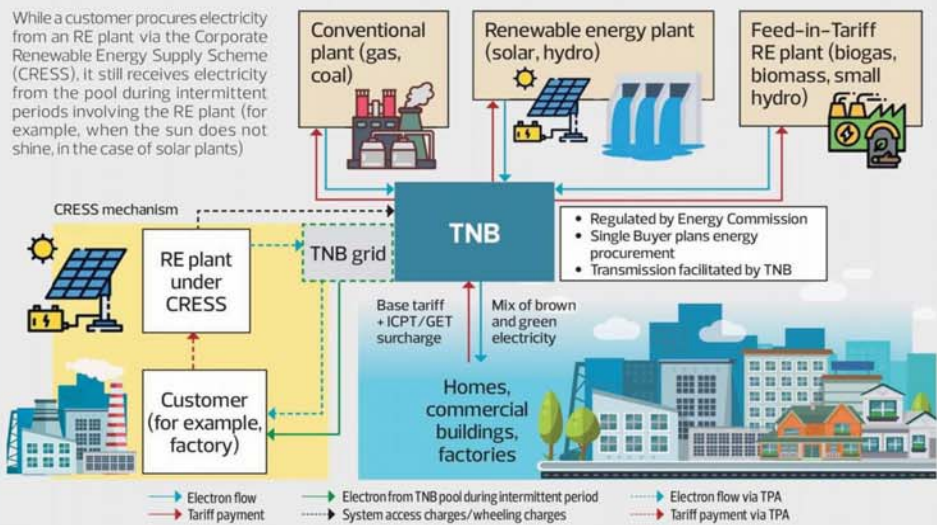 While a customer procures electricity
from an RE plant via the Corporate
Renewable Energy Supply Scheme
(CRESS), it still receives electricity
from the pool during intermittent
periods involving the RE plant (for
example, when the sun does not
shine, in the case of solar plants)
Conventional
plant (gas,
coal)
Renewable energy plant
(solar, hydro)
Feed-in-Tariff
RE plant (biogas,
biomass, small
hydro)
CRESS mechanism
RE plant
under
CRESS
TNB grid
TNB
• Regulated by Energy Commission
• Single Buyer plans energy
procurement
• Transmission facilitated by TNB
Base tariff
+ ICPT/GET
surcharge
Mix of brown
and green
electricity
Customer
(for example,
factory)
Homes,
commercial
buildings,
factories
Electron flow
Electron from TNB pool during intermittent period
Electron flow via TPA
Tariff payment
System access charges/wheeling charges
Tariff payment via TPA